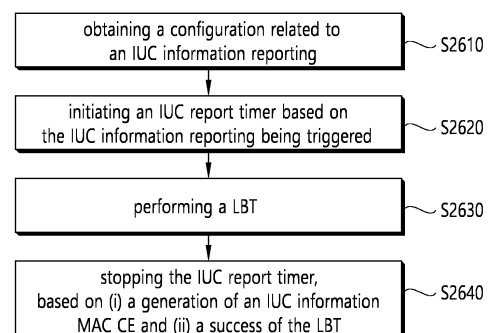 obtaining a configuration related to
an IUC information reporting
S2610
initiating an IUC report timer based on
the IUC information reporting being triggered
S2620
performing a LBT
S2630
stopping the IUC report timer,
based on (i) a generation of an IUC information
MAC CE and (ii) a success of the LBT
S2640